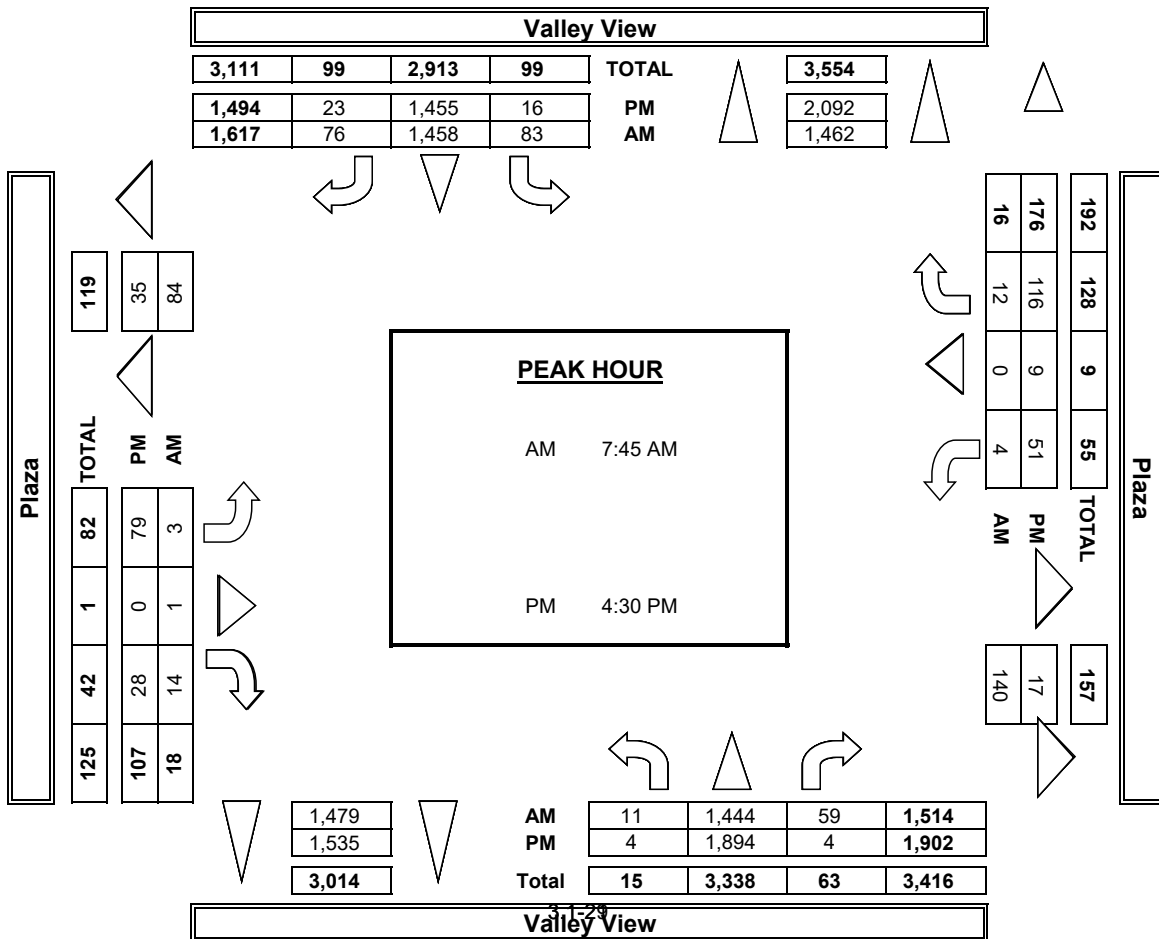 Valley View
3,111 99 2,913 99 TOTAL 3,554
1,494 23 1,455 16 PM 2,092
1,617 76 1,458 83 AM 1,462
Plaza
119
35
84
TOTAL 82 1 42 125
PM 79 0 28 107
AM 3 1 14 18
PEAK HOUR
AM 7:45 AM
PM 4:30 PM
192 128 9 55 TOTAL
176 116 9 51 PM
16 12 0 4 AM
157
17
140
Plaza
1,479 AM 11 1,444 59 1,514
1,535 PM 4 1,894 4 1,902
3,014 Total 15 3,338 63 3,416
3.1-29
Valley View